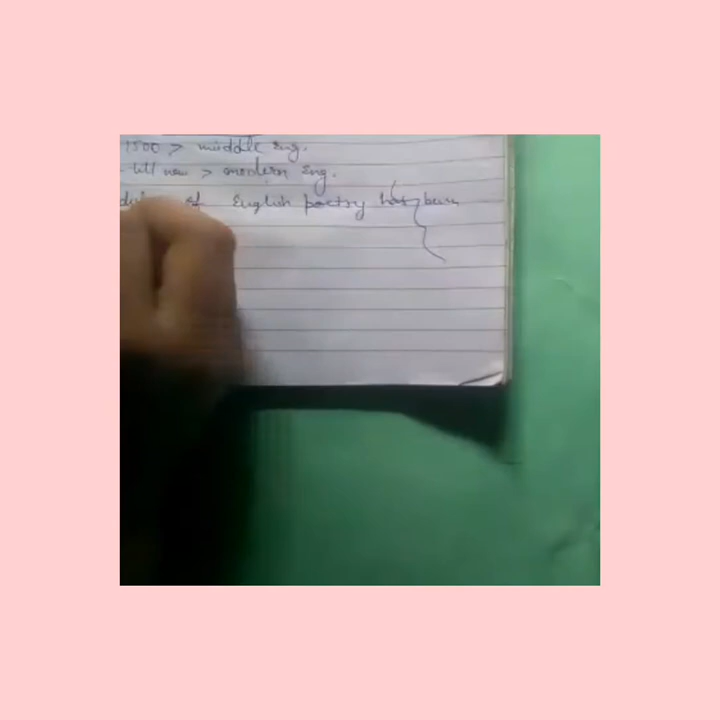 1500 > middle Eng.
till now > modern Eng.
of English poetry has been